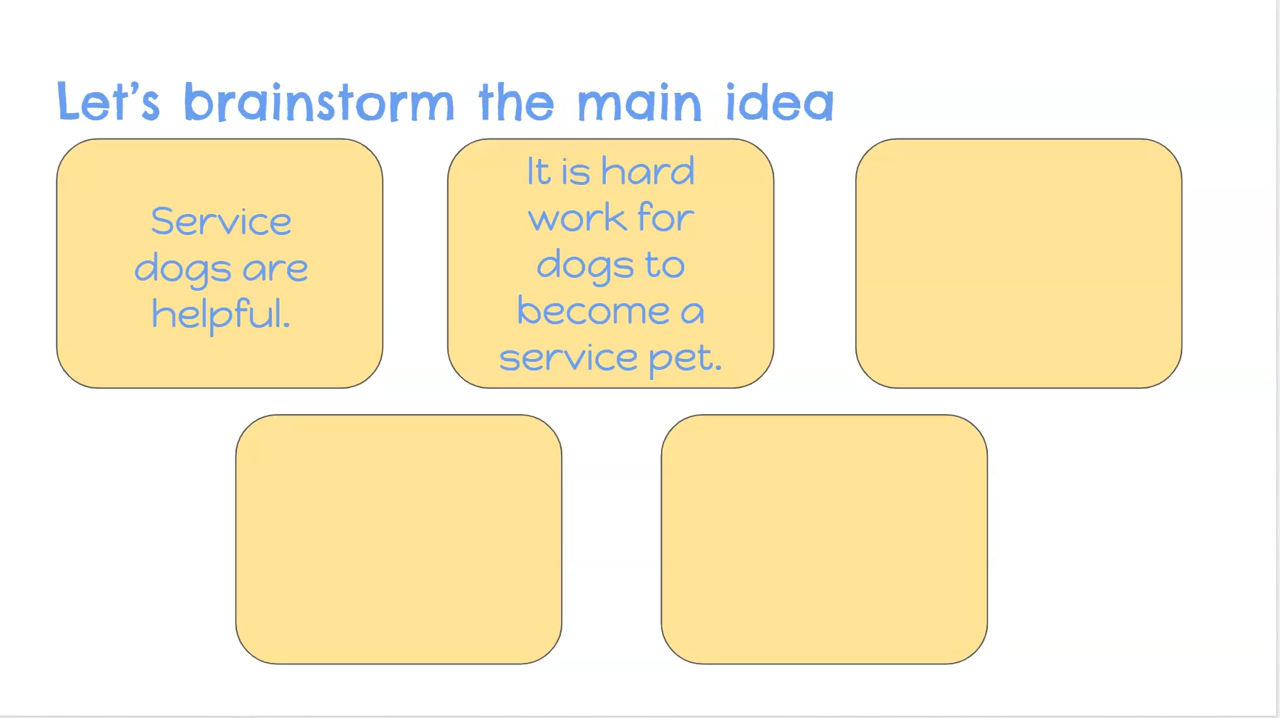 Let's brainstorm the main idea
Service
dogs are
helpful.
It is hard
work for
dogs to
become a
service pet.